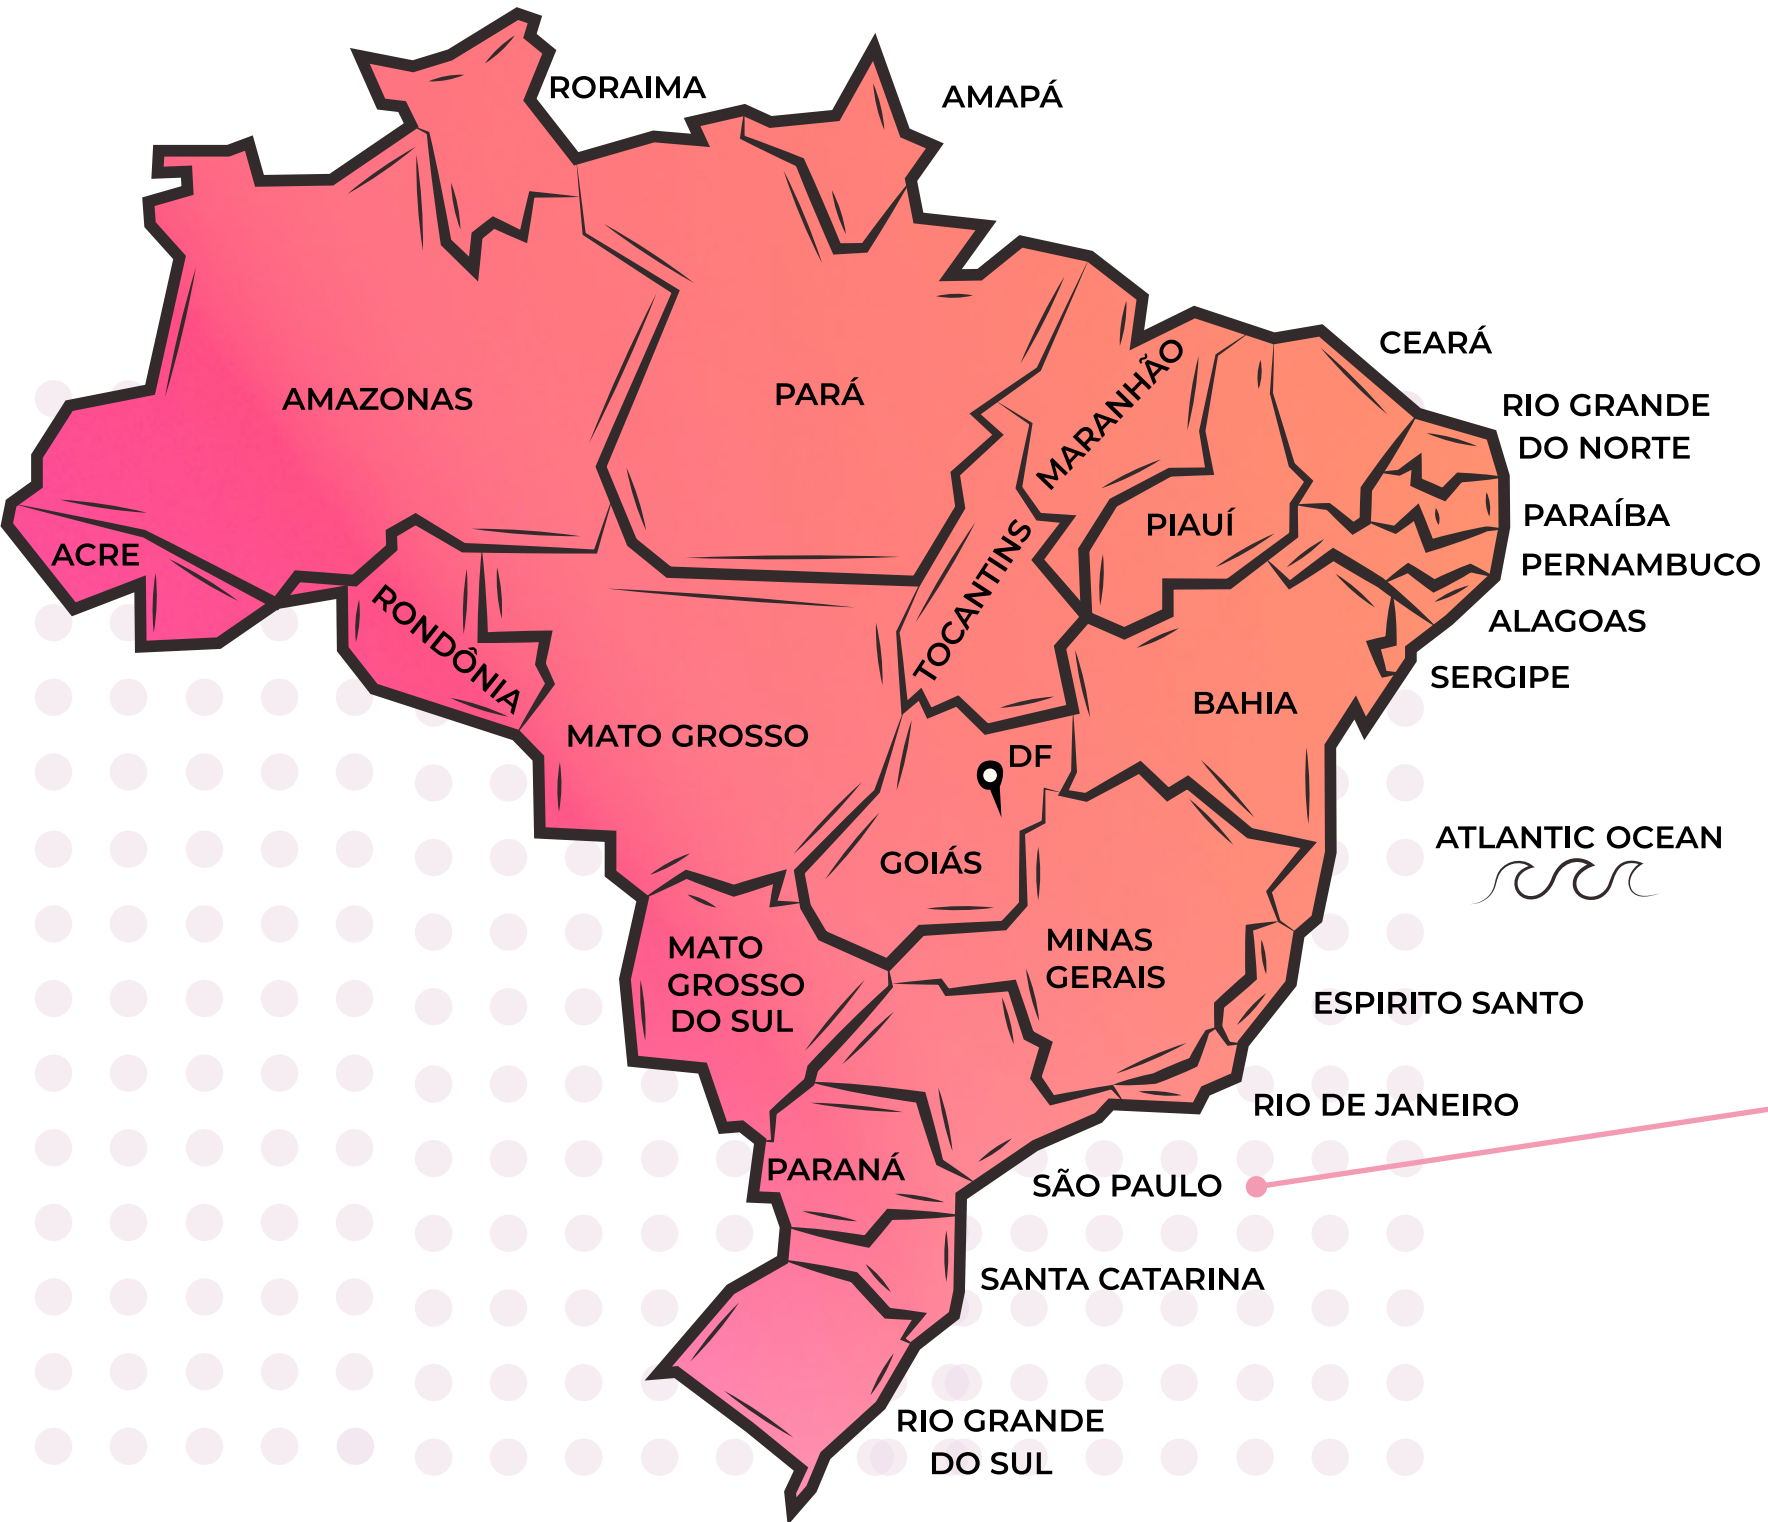 RORAIMA
AMAPÁ
CEARÁ
AMAZONAS
PARÁ
MARANHÃO
RIO GRANDE
DO NORTE
PIAUÍ
PARAÍBA
ACRE
TOCANTINS
PERNAMBUCO
RONDÔNIA
ALAGOAS
SERGIPE
BAHIA
MATO GROSSO
DF
ATLANTIC OCEAN
GOIÁS
MATO
GROSSO
DO SUL
MINAS
GERAIS
ESPIRITO SANTO
RIO DE JANEIRO
PARANÁ
SÃO PAULO
SANTA CATARINA
RIO GRANDE
DO SUL